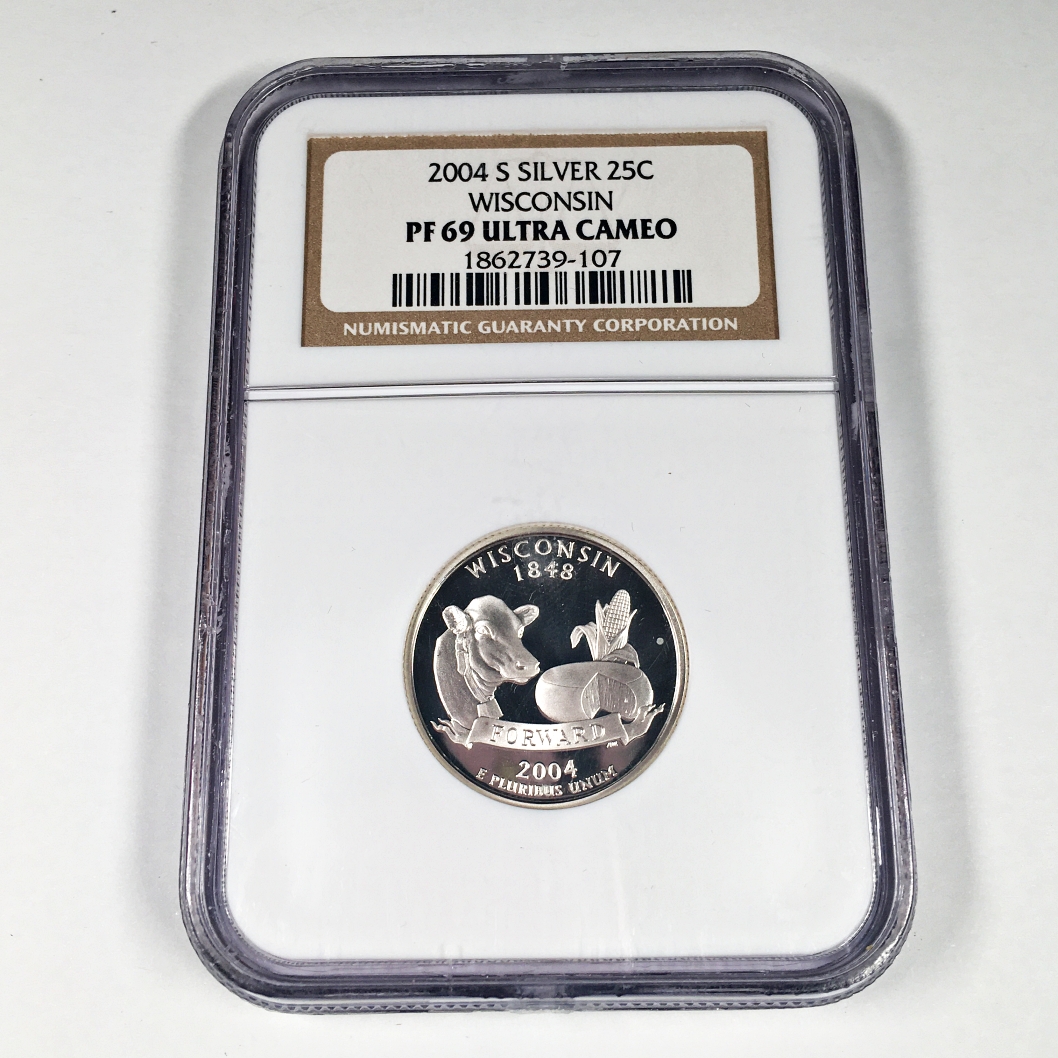 2004 S SILVER 25C
WISCONSIN
PF 69 ULTRA CAMEO
1862739-107
NUMISMATIC GUARANTY CORPORATION
WISCONSIN
1848
FORWARD
2004
E PLURIBUS UNUM